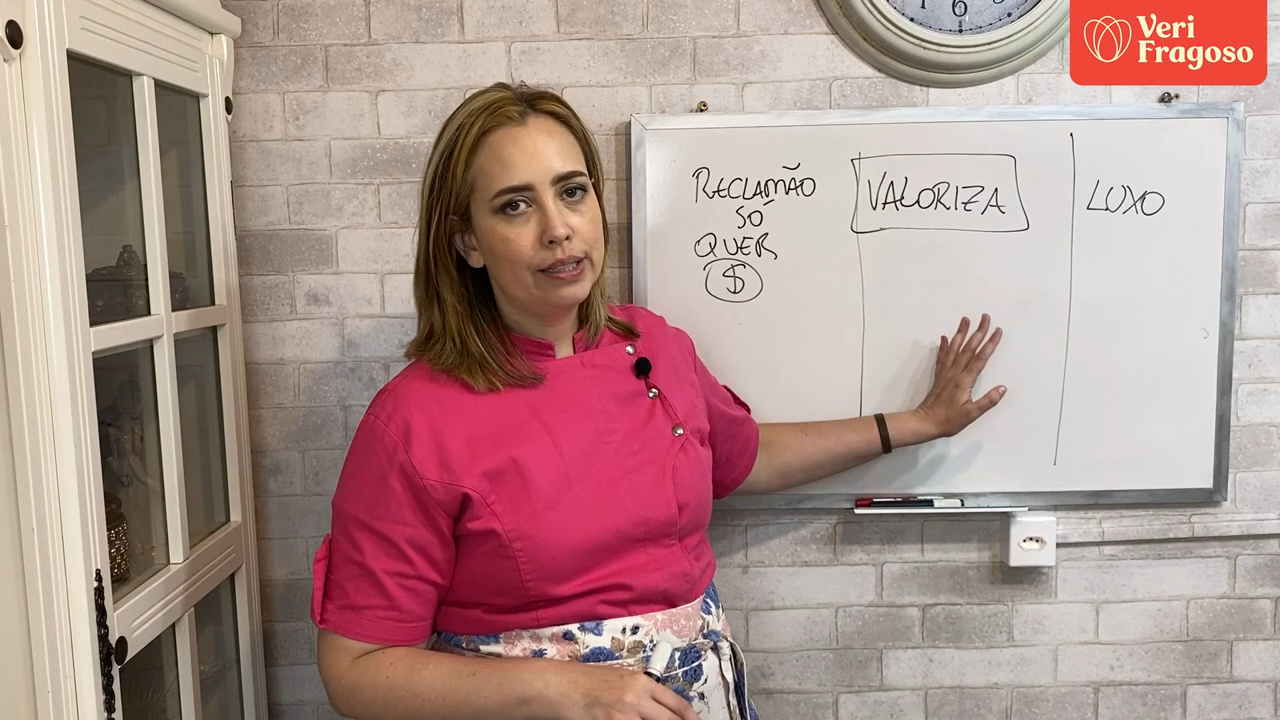 6
Veri
Fragoso
RECLAMÃO
SÓ
QUER
$
VALORIZA
LUXO